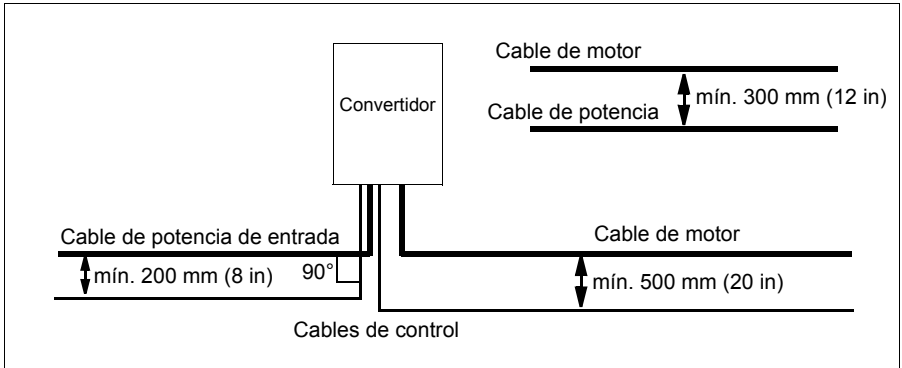 Cable de motor
Convertidor
mín. 300 mm (12 in)
Cable de potencia
Cable de potencia de entrada
Cable de motor
mín. 200 mm (8 in)
90°
mín. 500 mm (20 in)
Cables de control